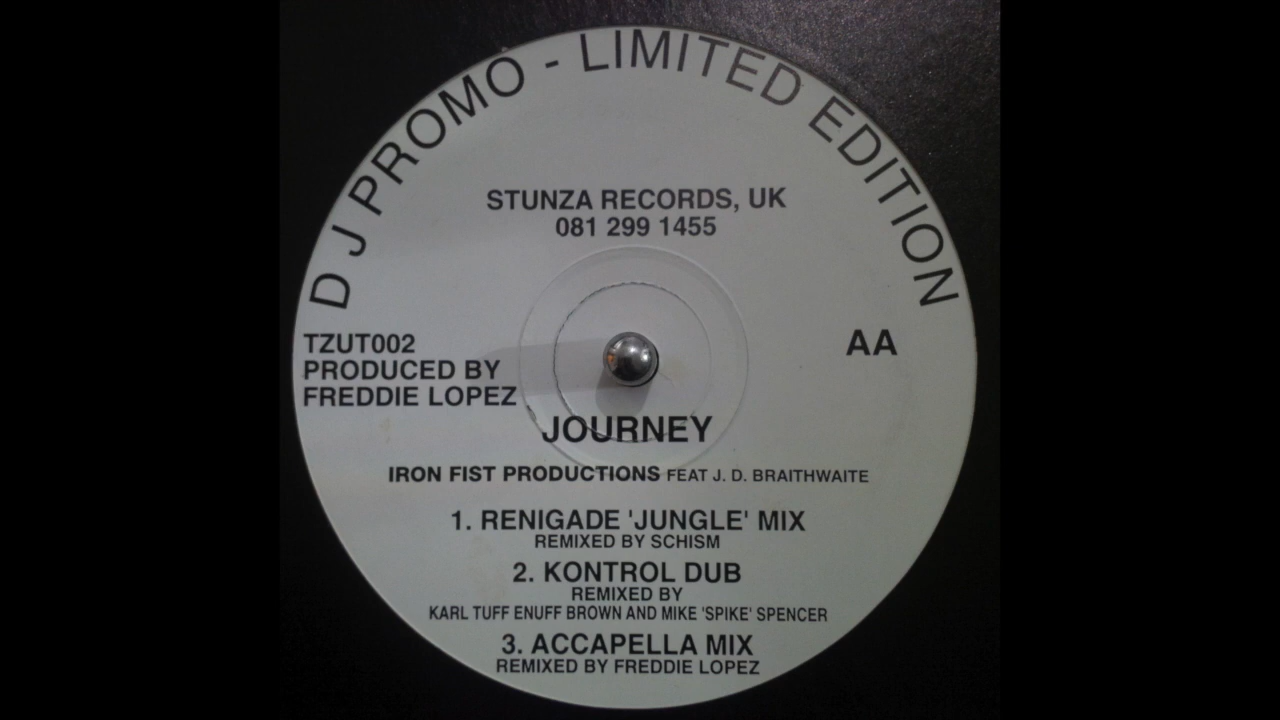 D J PROMO - LIMITED EDITION
STUNZA RECORDS, UK
081 299 1455
TZUT002
PRODUCED BY
FREDDIE LOPEZ
AA
JOURNEY
IRON FIST PRODUCTIONS FEAT J. D. BRAITHWAITE
1. RENIGADE 'JUNGLE' MIX
REMIXED BY SCHISM
2. KONTROL DUB
REMIXED BY
KARL TUFF ENUFF BROWN AND MIKE 'SPIKE' SPENCER
3. ACCAPELLA MIX
REMIXED BY FREDDIE LOPEZ